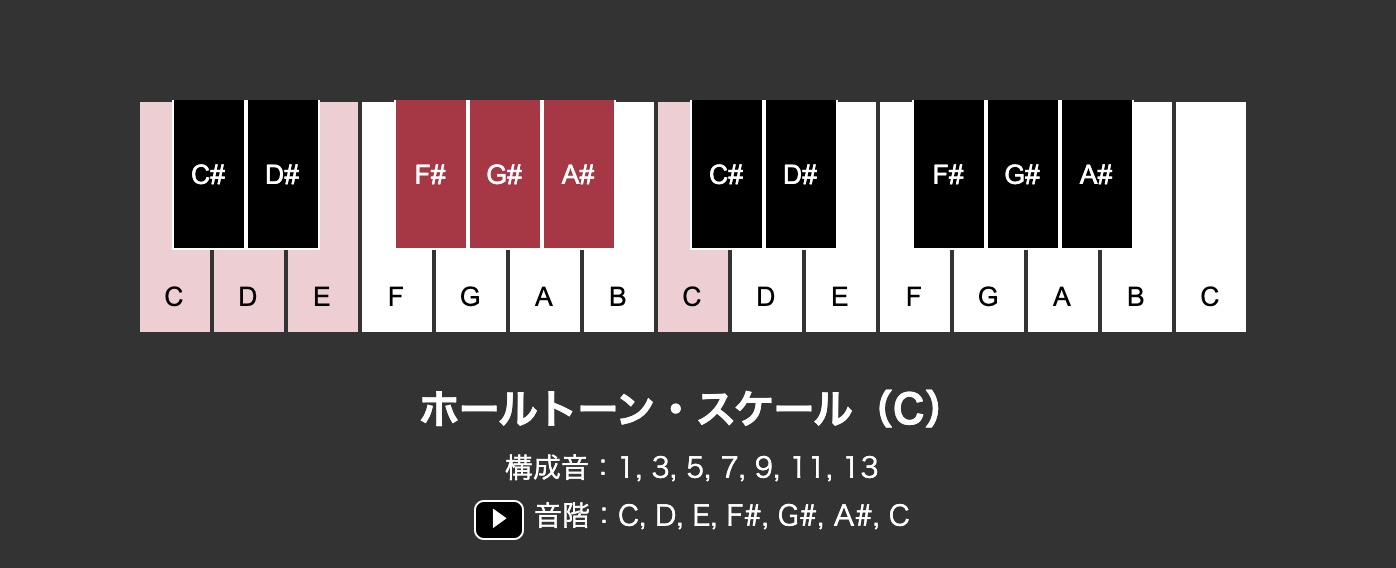 C# D# F# G# A# C# D# F# G# A#
C D E F G A B C D E F G A B C
ホールトーン・スケール（C）
構成音：1, 3, 5, 7, 9, 11, 13
音階：C, D, E, F#, G#, A#, C